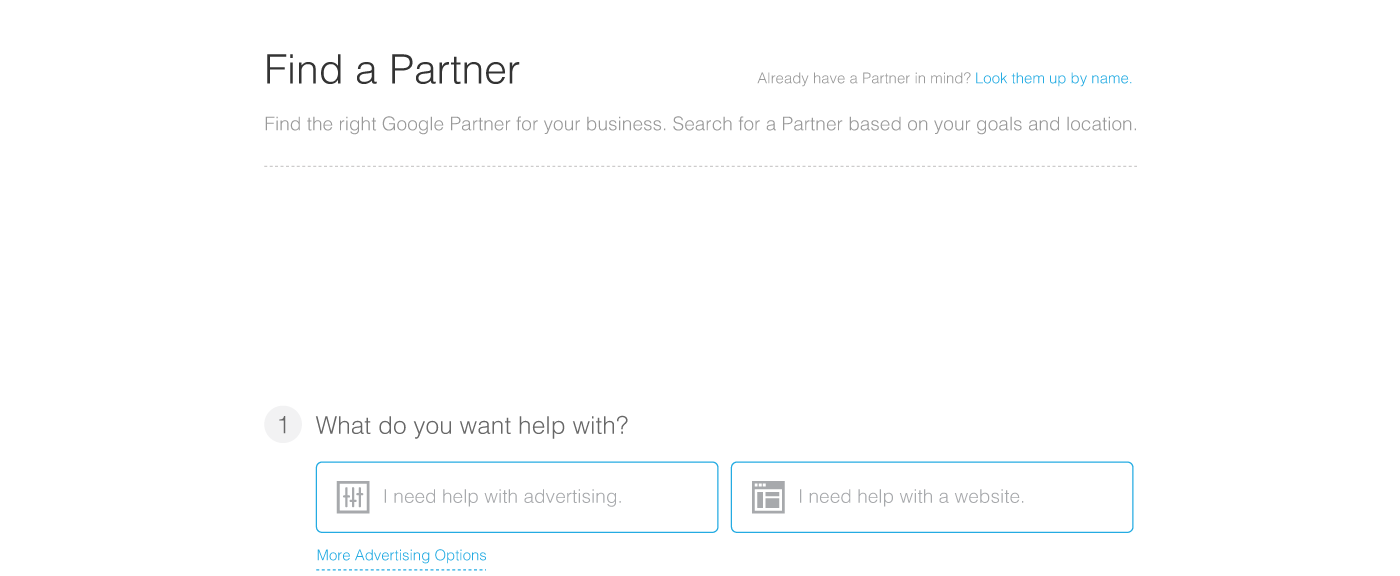 Find a Partner
Already have a Partner in mind? Look them up by name.
Find the right Google Partner for your business. Search for a Partner based on your goals and location.
1 What do you want help with?
I need help with advertising.
I need help with a website.
More Advertising Options